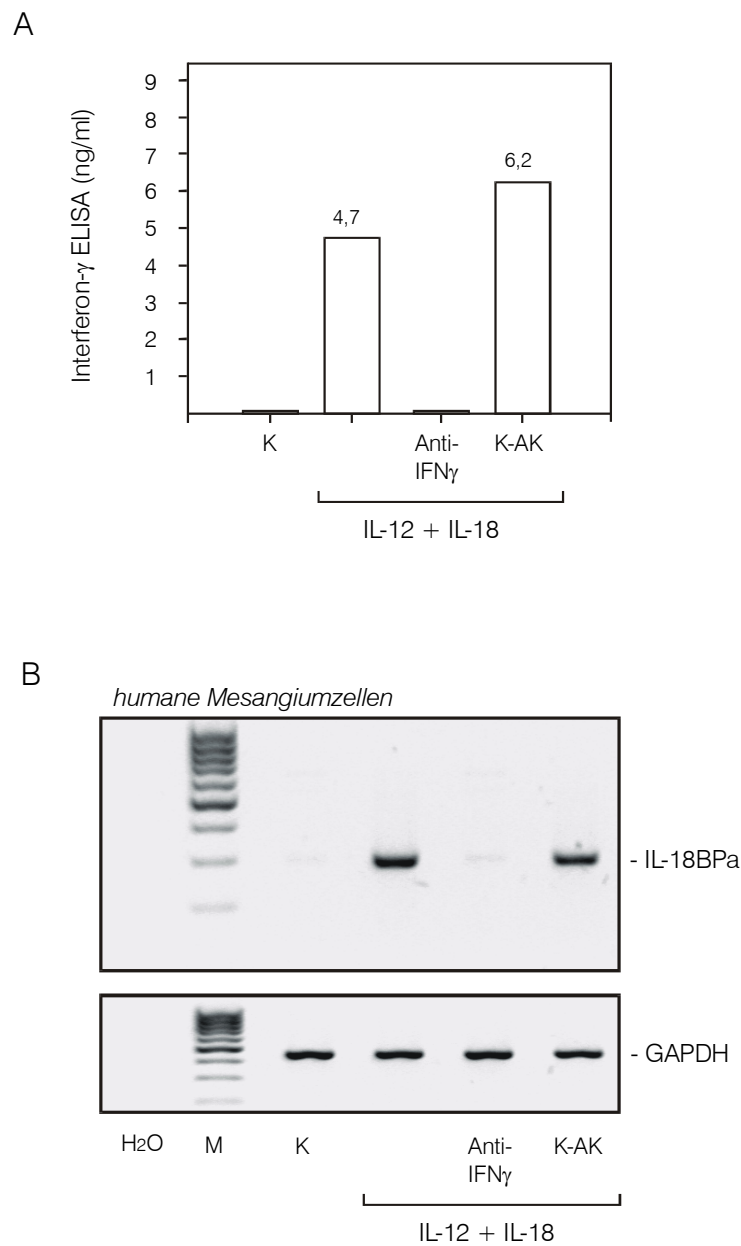 A
Interferon-γ ELISA (ng/ml)
9
8
7
6
5
4
3
2
1
4,7
6,2
K
Anti-
IFNγ
K-AK
IL-12 + IL-18
B
humane Mesangiumzellen
- IL-18BPa
- GAPDH
H2O
M
K
Anti-
IFNγ
K-AK
IL-12 + IL-18